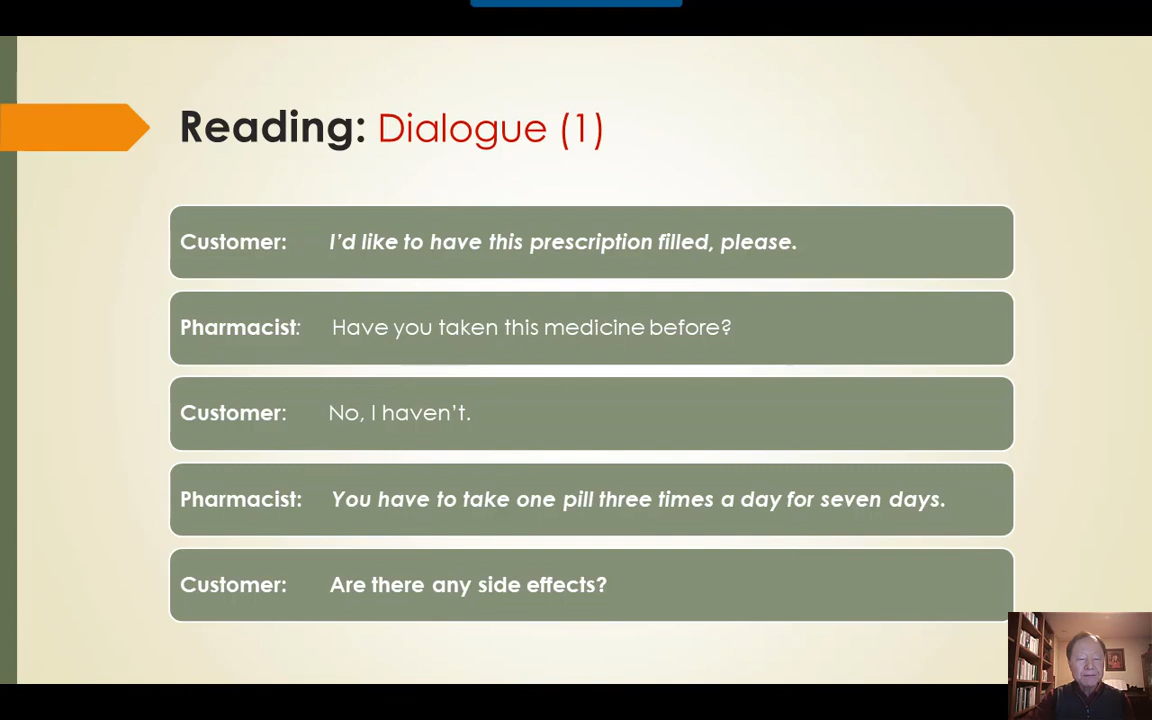 Reading: Dialogue (1)
Customer: I’d like to have this prescription filled, please.
Pharmacist: Have you taken this medicine before?
Customer: No, I haven’t.
Pharmacist: You have to take one pill three times a day for seven days.
Customer: Are there any side effects?